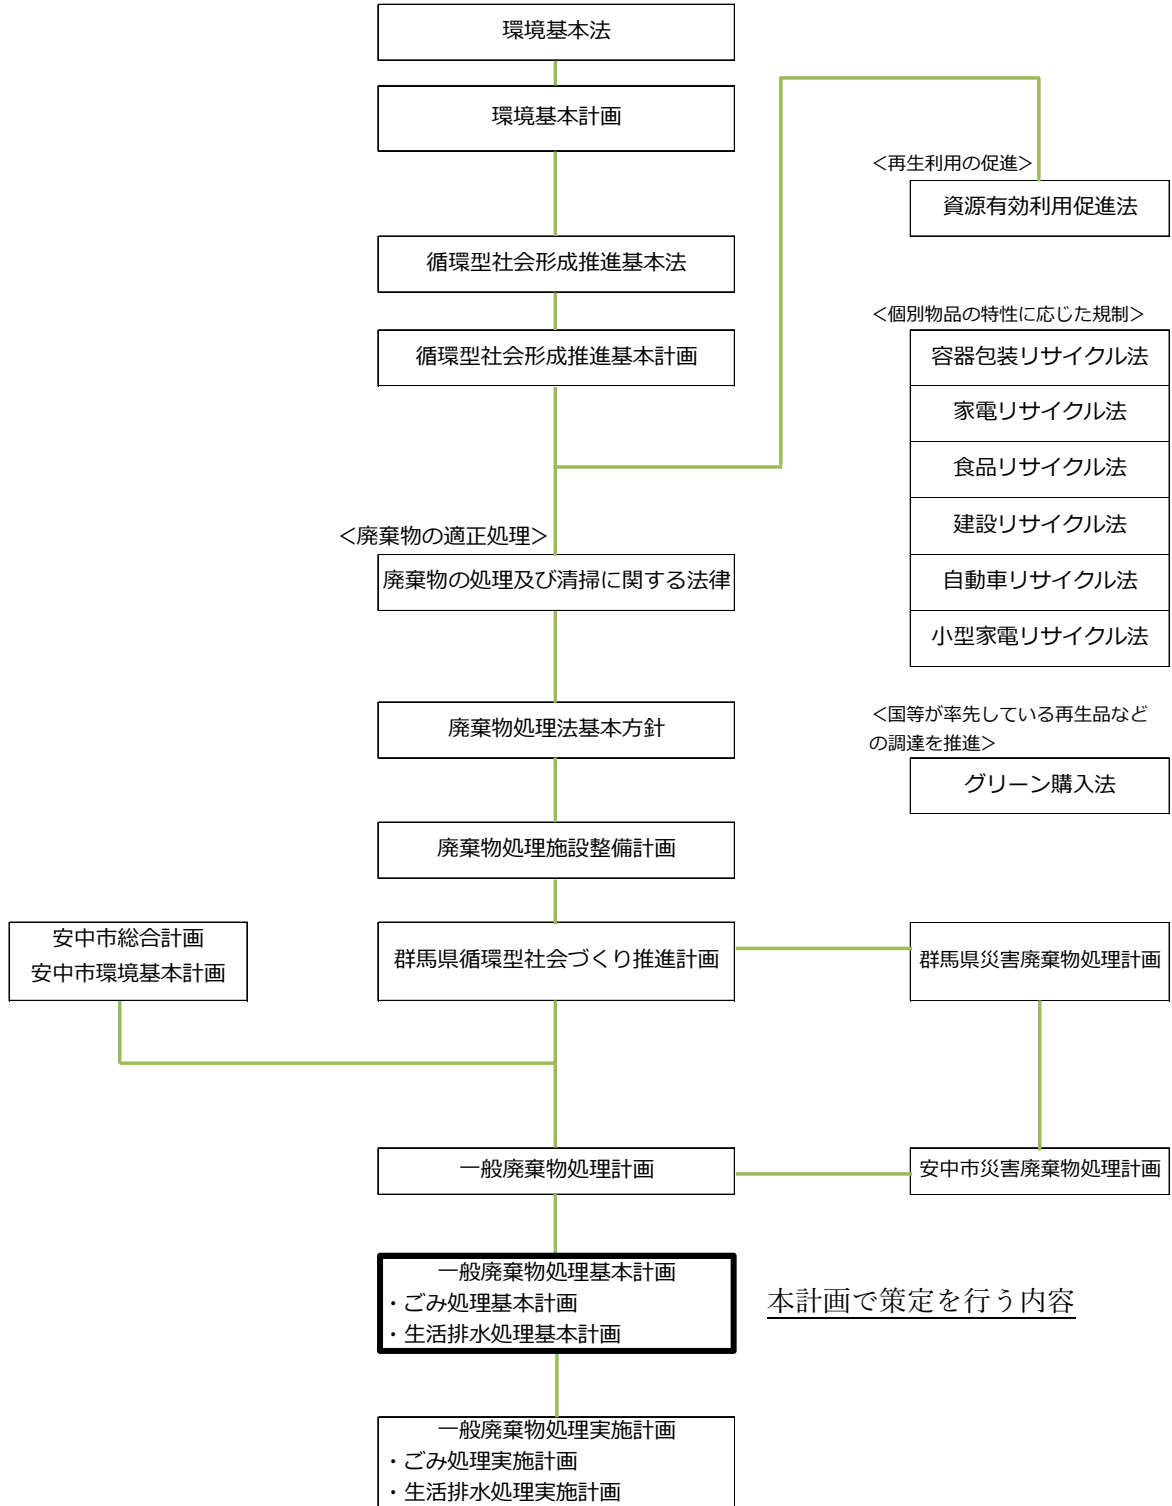 環境基本法
環境基本計画
＜再生利用の促進＞
資源有効利用促進法
循環型社会形成推進基本法
＜個別物品の特性に応じた規制＞
循環型社会形成推進基本計画
容器包装リサイクル法
家電リサイクル法
食品リサイクル法
建設リサイクル法
自動車リサイクル法
小型家電リサイクル法
＜廃棄物の適正処理＞
廃棄物の処理及び清掃に関する法律
廃棄物処理法基本方針
＜国等が率先している再生品など
の調達を推進＞
グリーン購入法
廃棄物処理施設整備計画
安中市総合計画
安中市環境基本計画
群馬県循環型社会づくり推進計画
群馬県災害廃棄物処理計画
一般廃棄物処理計画
安中市災害廃棄物処理計画
一般廃棄物処理基本計画
・ごみ処理基本計画
・生活排水処理基本計画
本計画で策定を行う内容
一般廃棄物処理実施計画
・ごみ処理実施計画
・生活排水処理実施計画